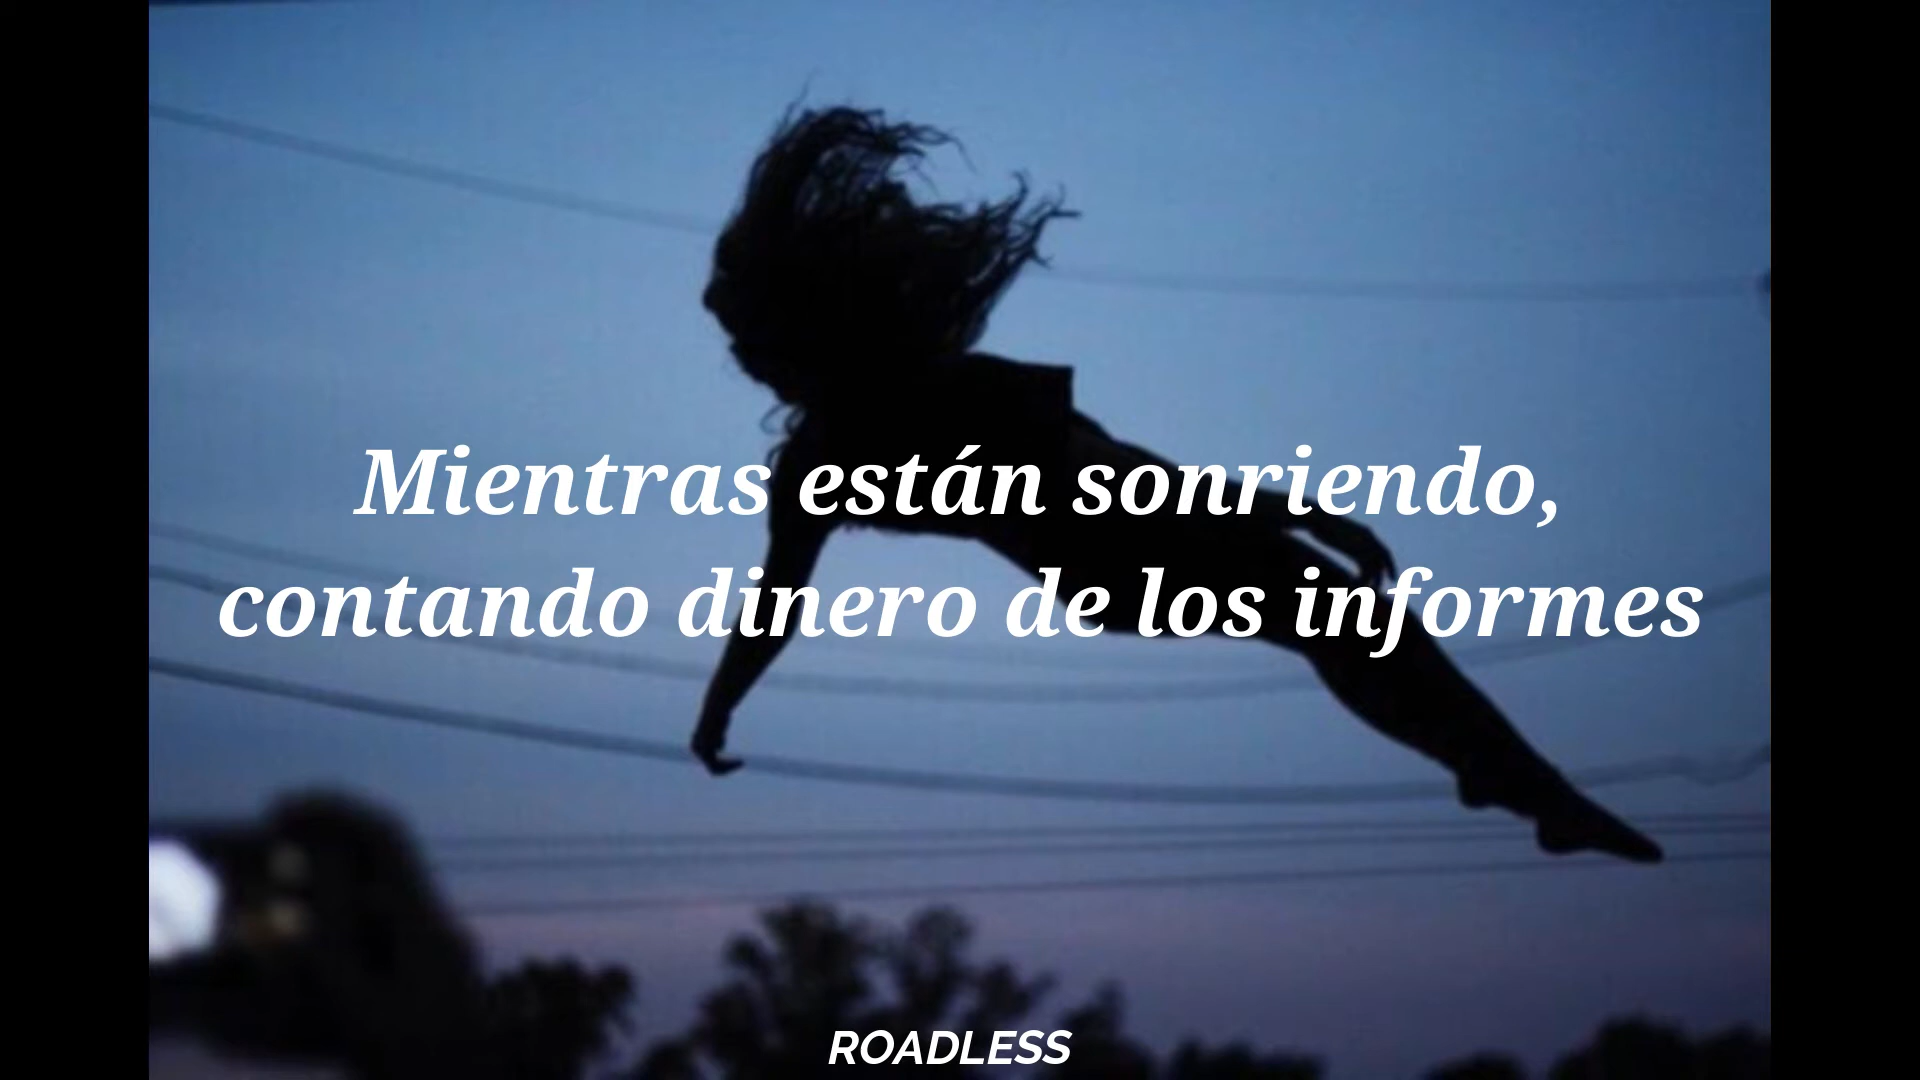 Mientras están sonriendo,
contando dinero de los informes
ROADLESS